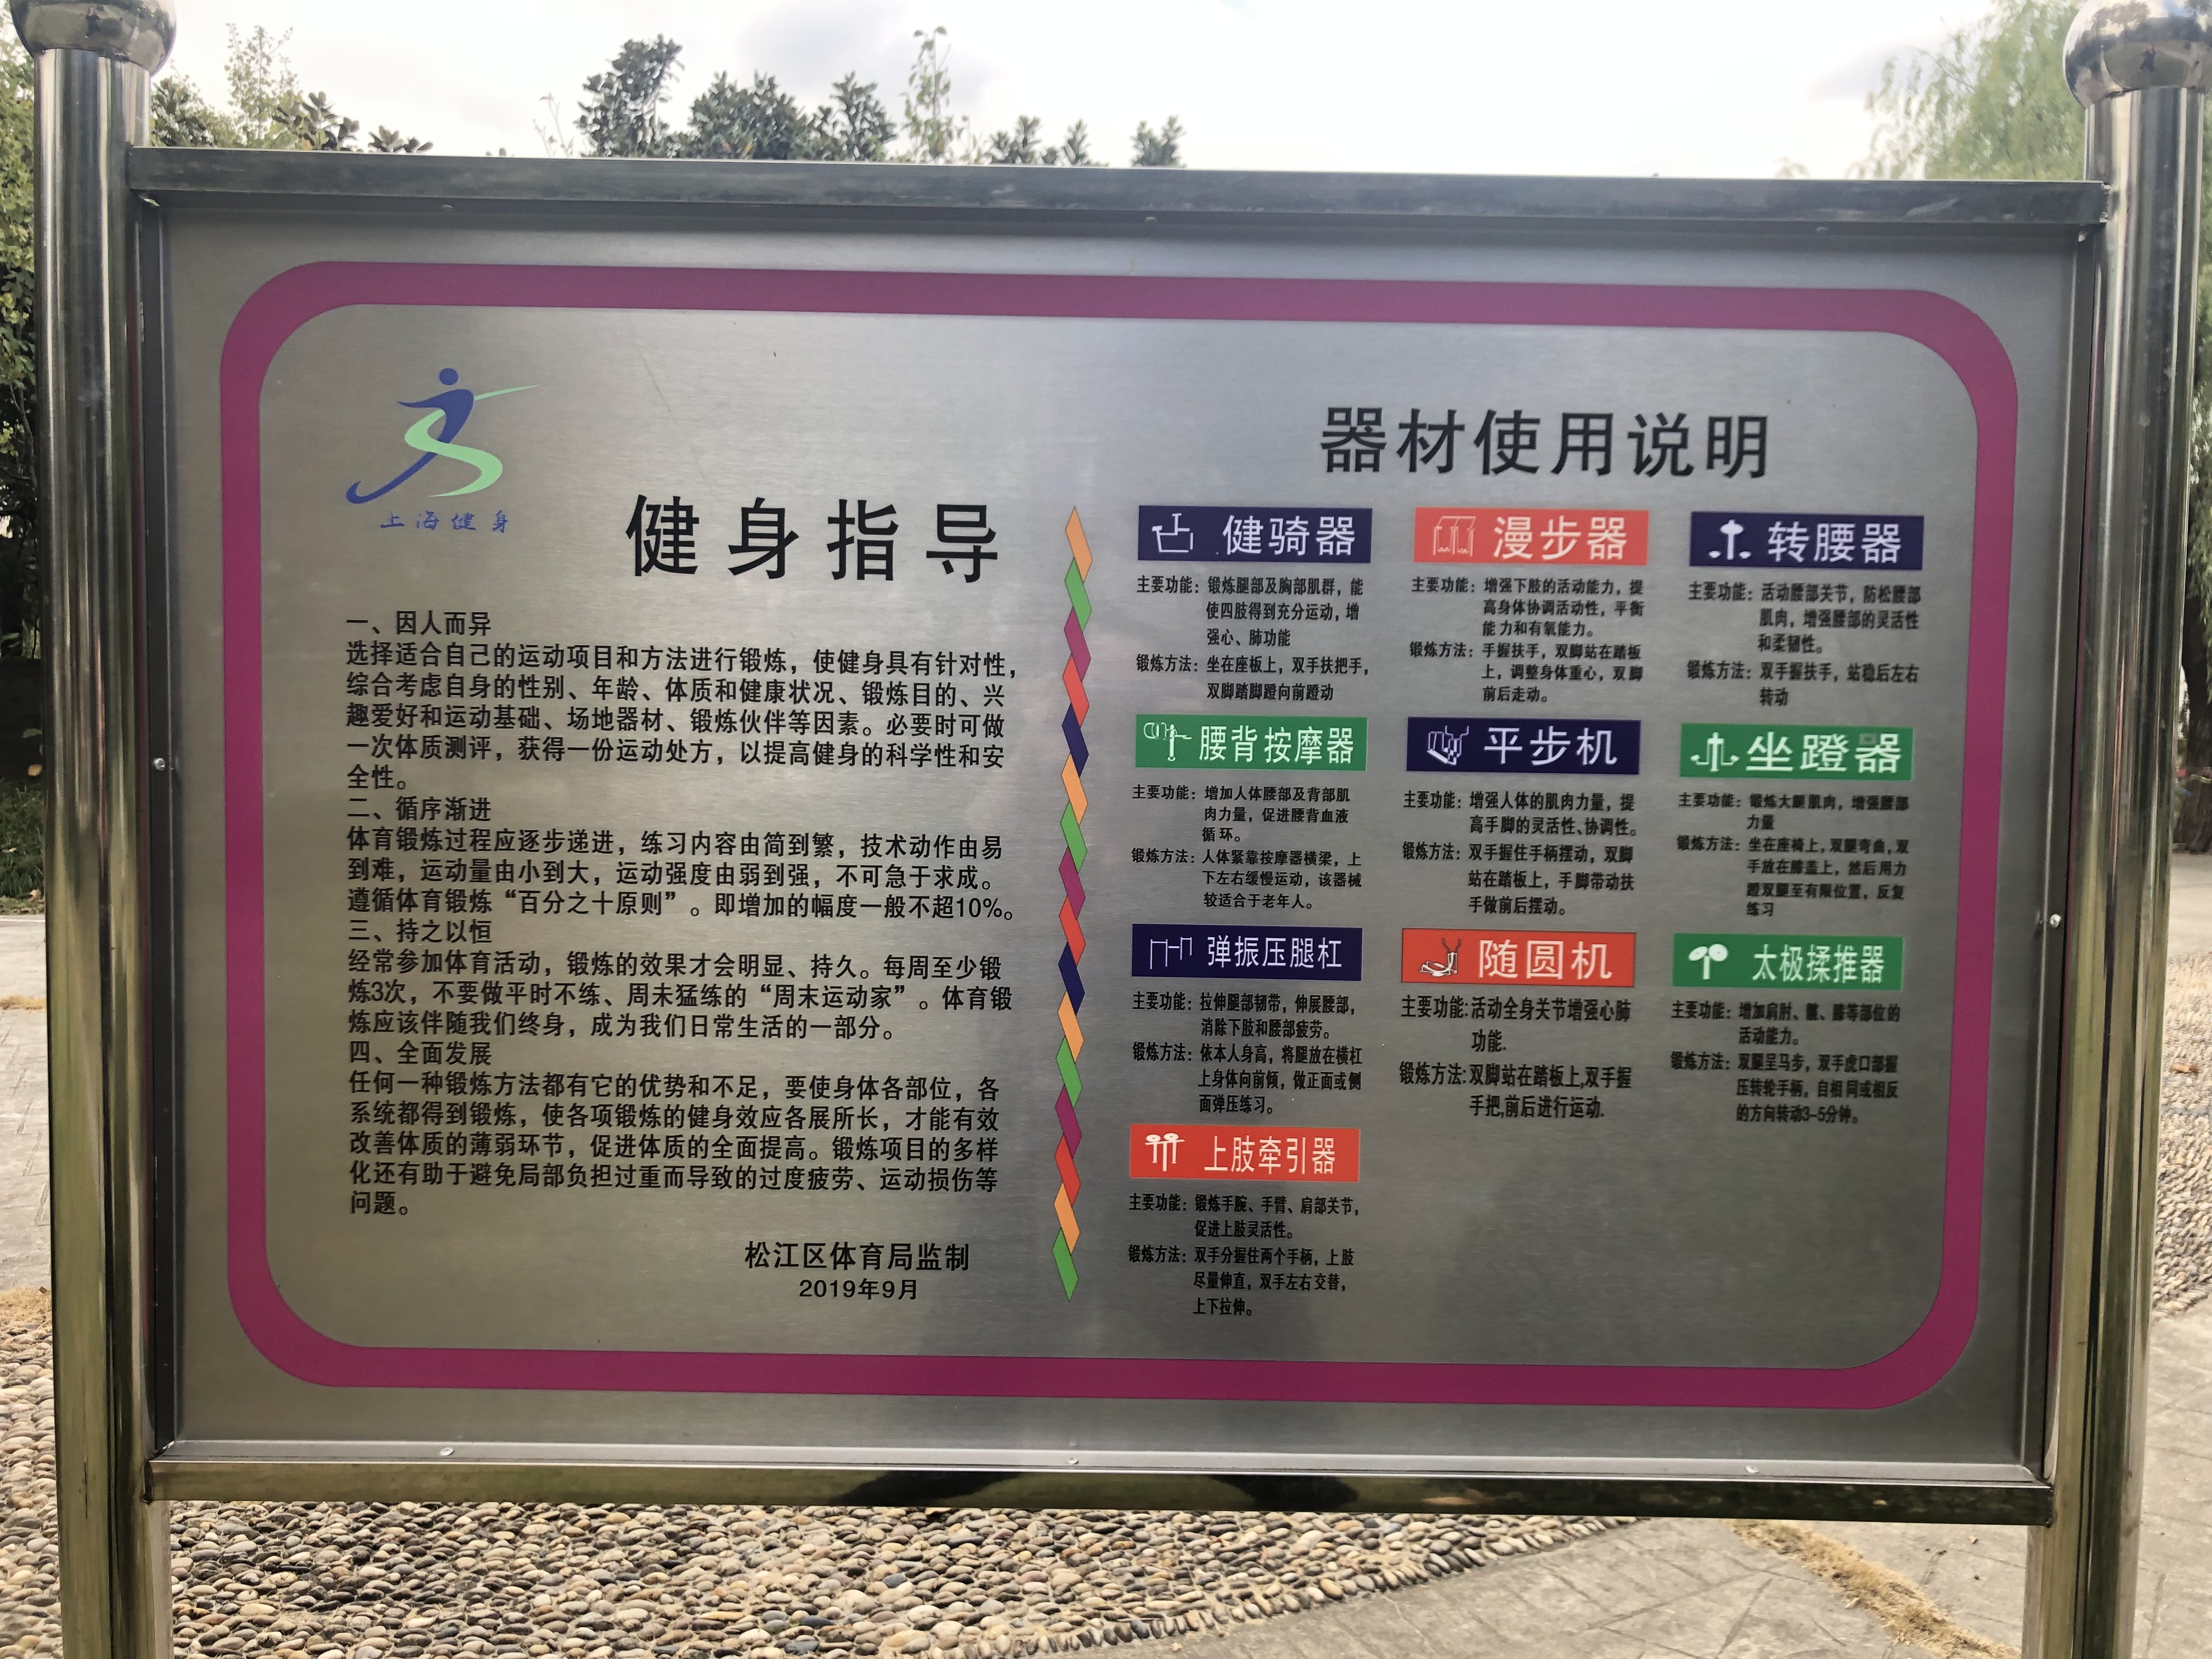 上海健身
健身指导
一、因人而异
选择适合自己的运动项目和方法进行锻炼，使健身具有针对性，
综合考虑自身的性别、年龄、体质和健康状况、锻炼目的、兴
趣爱好和运动基础、场地器材、锻炼伙伴等因素。必要时可做
一次体质测评，获得一份运动处方，以提高健身的科学性和安
全性。
二、循序渐进
体育锻炼过程应逐步递进，练习内容由简到繁，技术动作由易
到难，运动量由小到大，运动强度由弱到强，不可急于求成。
遵循体育锻炼“百分之十原则”。即增加的幅度一般不超10%。
三、持之以恒
经常参加体育活动，锻炼的效果才会明显、持久。每周至少锻
炼3次，不要做平时不练、周未猛练的“周末运动家”。体育锻
炼应该伴随我们终身，成为我们日常生活的一部分。
四、全面发展
任何一种锻炼方法都有它的优势和不足，要使身体各部位，各
系统都得到锻炼，使各项锻炼的健身效应各展所长，才能有效
改善体质的薄弱环节，促进体质的全面提高。锻炼项目的多样
化还有助于避免局部负担过重而导致的过度疲劳、运动损伤等
问题。
松江区体育局监制
2019年9月
器材使用说明
健骑器
主要功能：锻炼腿部及胸部肌群，能
使四肢得到充分运动，增
强心、肺功能
锻炼方法：坐在座板上，双手扶把手，
双脚踏脚蹬向前蹬动
漫步器
主要功能：增强下肢的活动能力，提
高身体协调活动性，平衡
能力和有氧能力。
锻炼方法：手握扶手，双脚站在踏板
上，调整身体重心，双脚
前后走动。
转腰器
主要功能：活动腰部关节，防松腰部
肌肉，增强腰部的灵活性
和柔韧性。
锻炼方法：双手握扶手，站稳后左右
转动
腰背按摩器
主要功能：增加人体腰部及背部肌
肉力量，促进腰背血液
循环。
锻炼方法：人体紧靠按摩器横梁，上
下左右缓慢运动，该器械
较适合于老年人。
平步机
主要功能：增强人体的肌肉力量，提
高手脚的灵活性、协调性。
锻炼方法：双手握住手柄摆动，双脚
站在踏板上，手脚带动扶
手做前后摆动。
坐蹬器
主要功能：锻炼大腿肌肉，增强腰部
力量
锻炼方法：坐在座椅上，双腿弯曲，双
手放在膝盖上，然后用力
蹬双腿至有限位置，反复
练习
弹振压腿杠
主要功能：拉伸腿部韧带，伸展腰部，
消除下肢和腰部疲劳。
锻炼方法：依本人身高，将腿放在横杠
上身体向前倾，做正面或侧
面弹压练习。
随圆机
主要功能:活动全身关节增强心肺
功能.
锻炼方法:双脚站在踏板上,双手握
手把,前后进行运动.
太极揉推器
主要功能：增加肩肘、髋、膝等部位的
活动能力。
锻炼方法：双腿呈马步，双手虎口部握
压转轮手柄，自相同或相反
的方向转动3-5分钟。
上肢牵引器
主要功能：锻炼手腕、手臂、肩部关节，
促进上肢灵活性。
锻炼方法：双手分握住两个手柄，上肢
尽量伸直，双手左右交替，
上下拉伸。